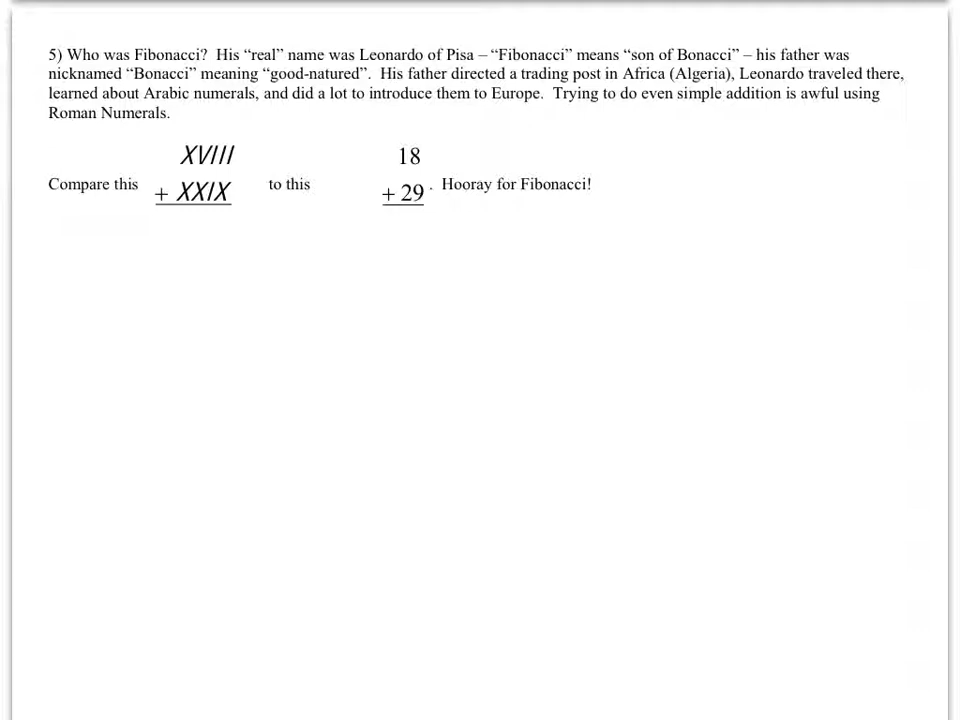 5) Who was Fibonacci?  His “real” name was Leonardo of Pisa – “Fibonacci” means “son of Bonacci” – his father was
nicknamed “Bonacci” meaning “good-natured”.  His father directed a trading post in Africa (Algeria), Leonardo traveled there,
learned about Arabic numerals, and did a lot to introduce them to Europe.  Trying to do even simple addition is awful using
Roman Numerals.
XVIII 18
Compare this + XXIX to this + 29 . Hooray for Fibonacci!